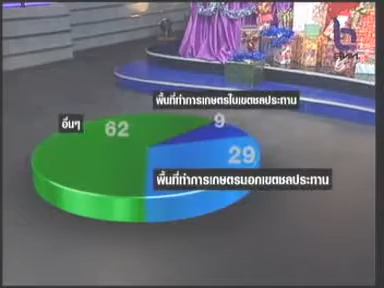 พื้นที่ทำการเกษตรในเขตชลประทาน
อื่นๆ
62
9
29
พื้นที่ทำการเกษตรนอกเขตชลประทาน